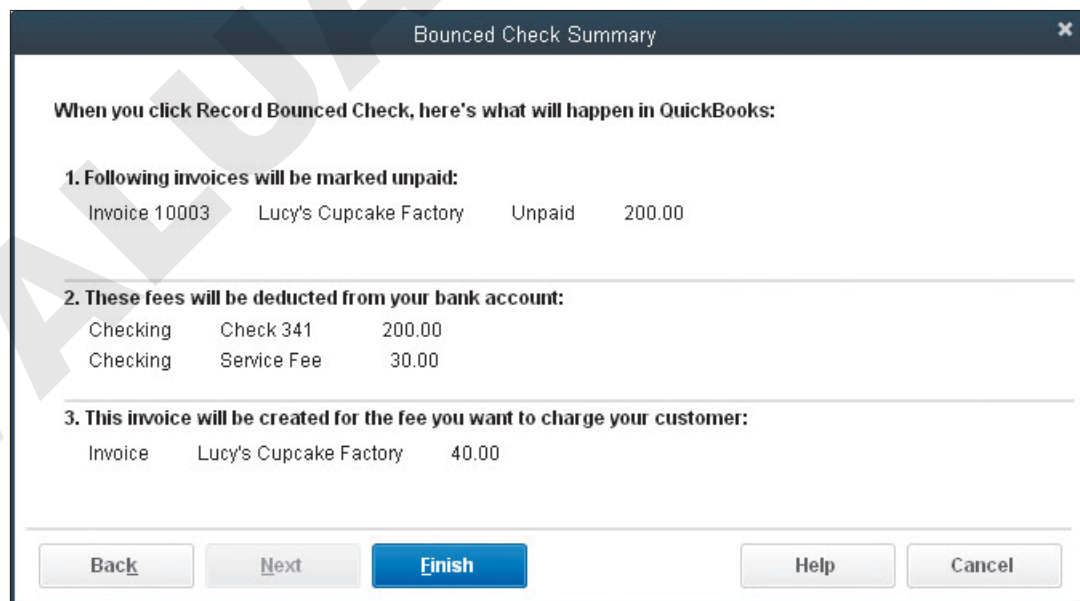 Bounced Check Summary
When you click Record Bounced Check, here's what will happen in QuickBooks:
1. Following invoices will be marked unpaid:
Invoice 10003 Lucy's Cupcake Factory Unpaid 200.00
2. These fees will be deducted from your bank account:
Checking Check 341 200.00
Checking Service Fee 30.00
3. This invoice will be created for the fee you want to charge your customer:
Invoice Lucy's Cupcake Factory 40.00
Back Next Finish Help Cancel